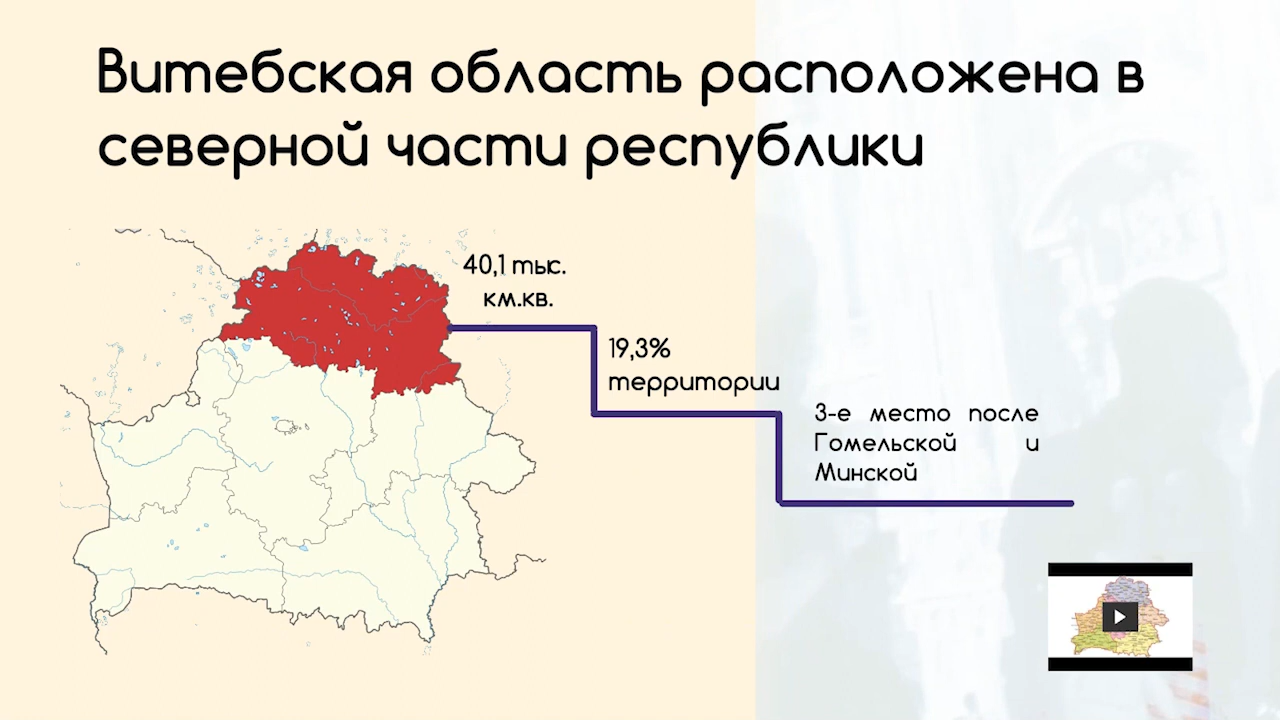 Витебская область расположена в
северной части республики
40,1 тыс.
км.кв.
19,3%
территории
3-е место после
Гомельской и
Минской